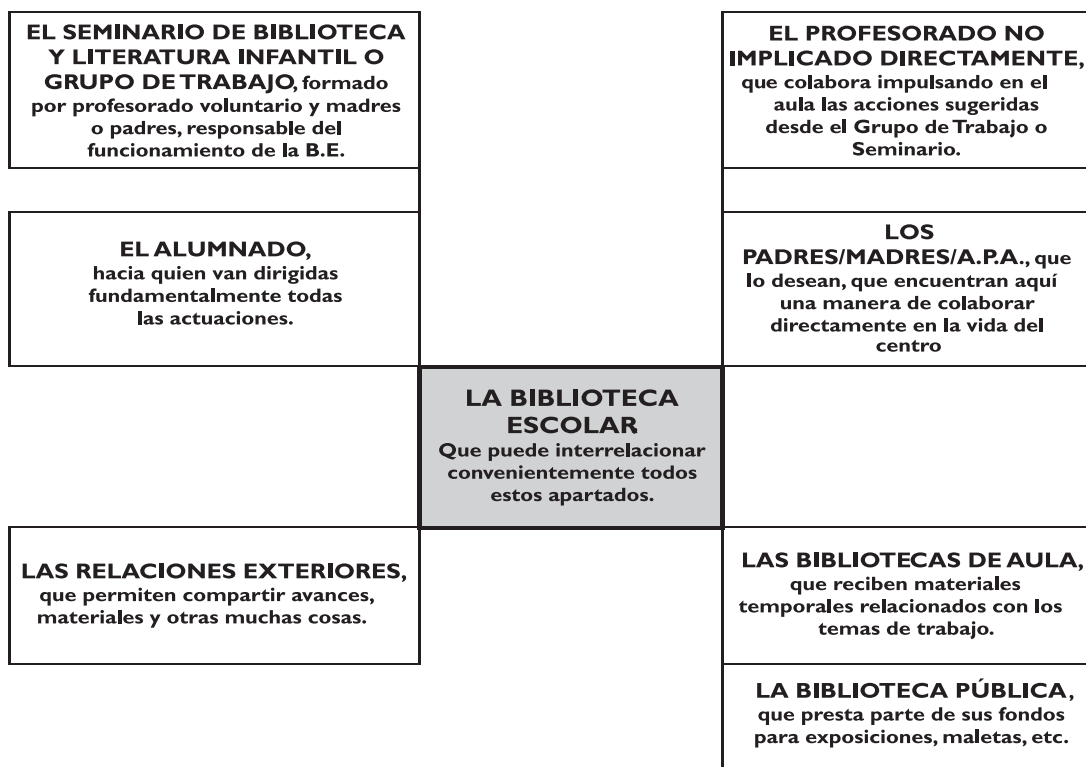 EL SEMINARIO DE BIBLIOTECA
Y LITERATURA INFANTIL O
GRUPO DE TRABAJO, formado
por profesorado voluntario y madres
o padres, responsable del
funcionamiento de la B.E.
EL PROFESORADO NO
IMPLICADO DIRECTAMENTE,
que colabora impulsando en el
aula las acciones sugeridas
desde el Grupo de Trabajo o
Seminario.
EL ALUMNADO,
hacia quien van dirigidas
fundamentalmente todas
las actuaciones.
LOS
PADRES/MADRES/A.P.A., que
lo desean, que encuentran aquí
una manera de colaborar
directamente en la vida del
centro
LA BIBLIOTECA
ESCOLAR
Que puede interrelacionar
convenientemente todos
estos apartados.
LAS RELACIONES EXTERIORES,
que permiten compartir avances,
materiales y otras muchas cosas.
LAS BIBLIOTECAS DE AULA,
que reciben materiales
temporales relacionados con los
temas de trabajo.
LA BIBLIOTECA PÚBLICA,
que presta parte de sus fondos
para exposiciones, maletas, etc.